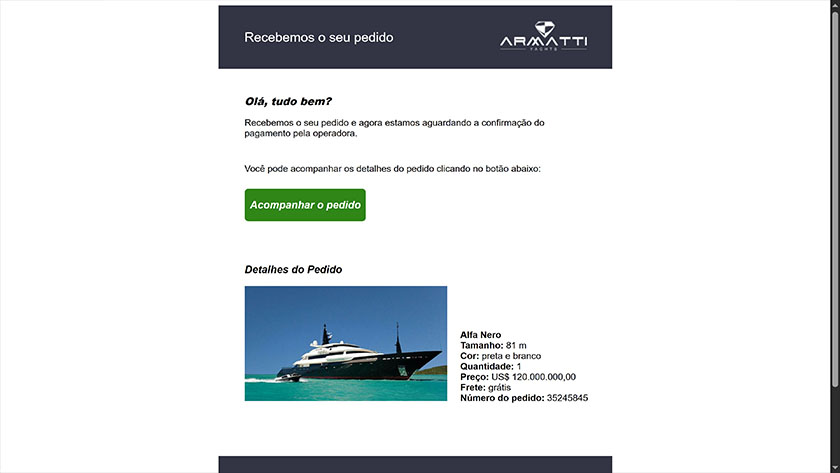 Recebemos o seu pedido
ARMATTI
YACHTS
Olá, tudo bem?
Recebemos o seu pedido e agora estamos aguardando a confirmação do
pagamento pela operadora.
Você pode acompanhar os detalhes do pedido clicando no botão abaixo:
Acompanhar o pedido
Detalhes do Pedido
Alfa Nero
Tamanho: 81 m
Cor: preta e branco
Quantidade: 1
Preço: US$ 120.000.000,00
Frete: grátis
Número do pedido: 35245845